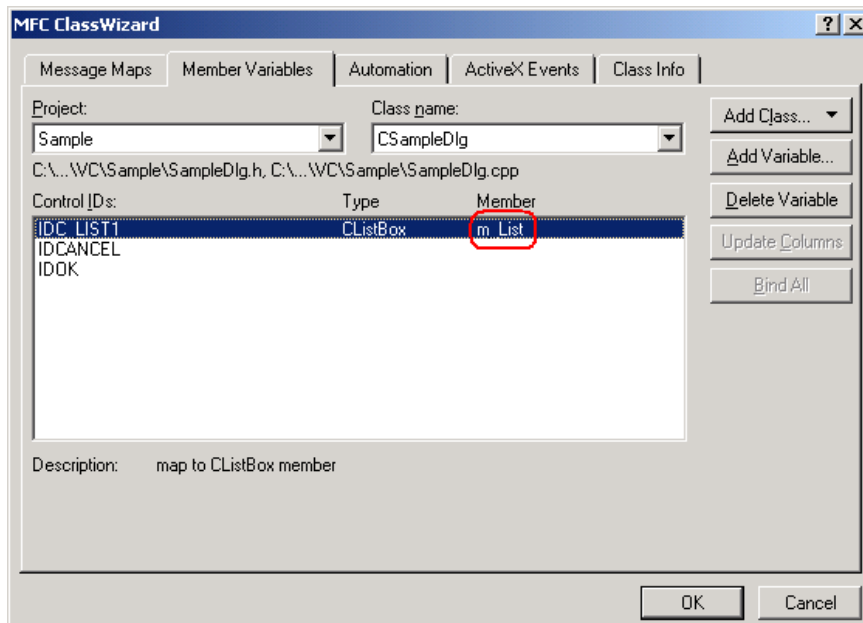 MFC ClassWizard
Message Maps Member Variables Automation ActiveX Events Class Info
Project: Class name:
Sample CSampleDlg
Add Class...
C:\...\VC\Sample\SampleDlg.h, C:\...\VC\Sample\SampleDlg.cpp
Add Variable...
Control IDs: Type Member
Delete Variable
IDC_LIST1 CListBox m_List
IDCANCEL
Update Columns
IDOK
Bind All
Description: map to CListBox member
OK Cancel